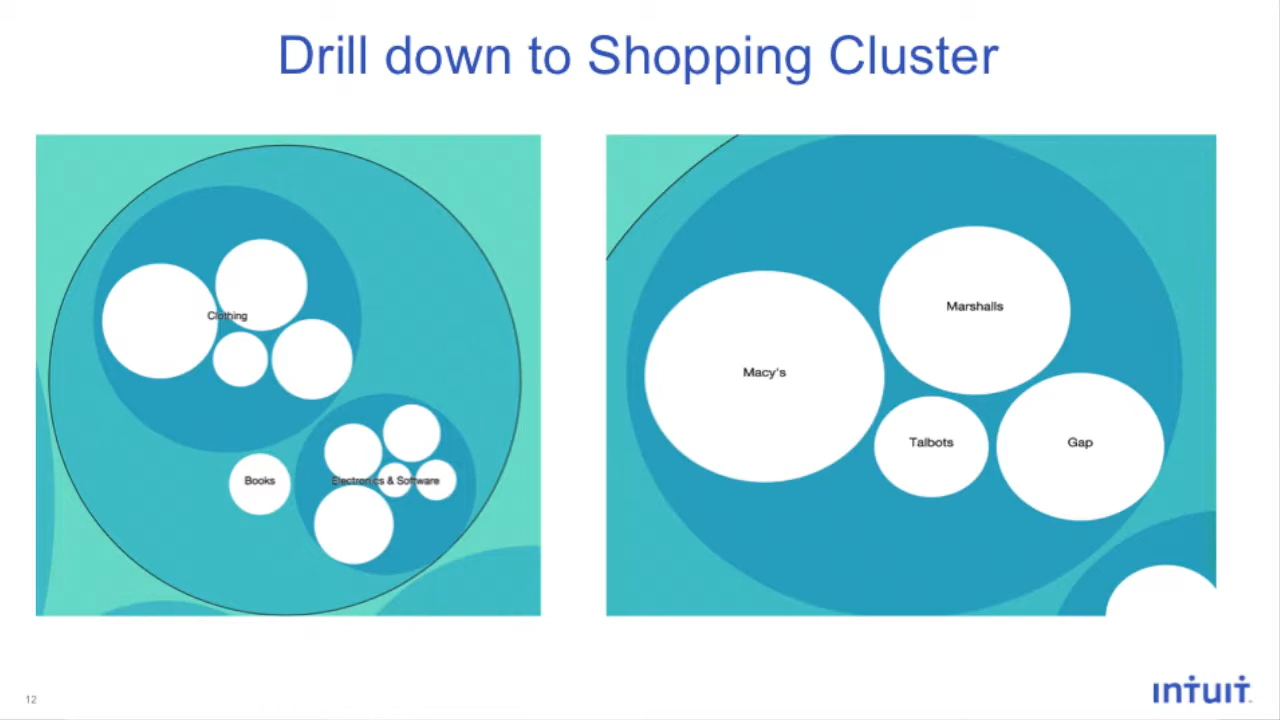 Drill down to Shopping Cluster
Clothing
Books
Electronics & Software
Marshalls
Macy's
Talbots
Gap
12
intuit